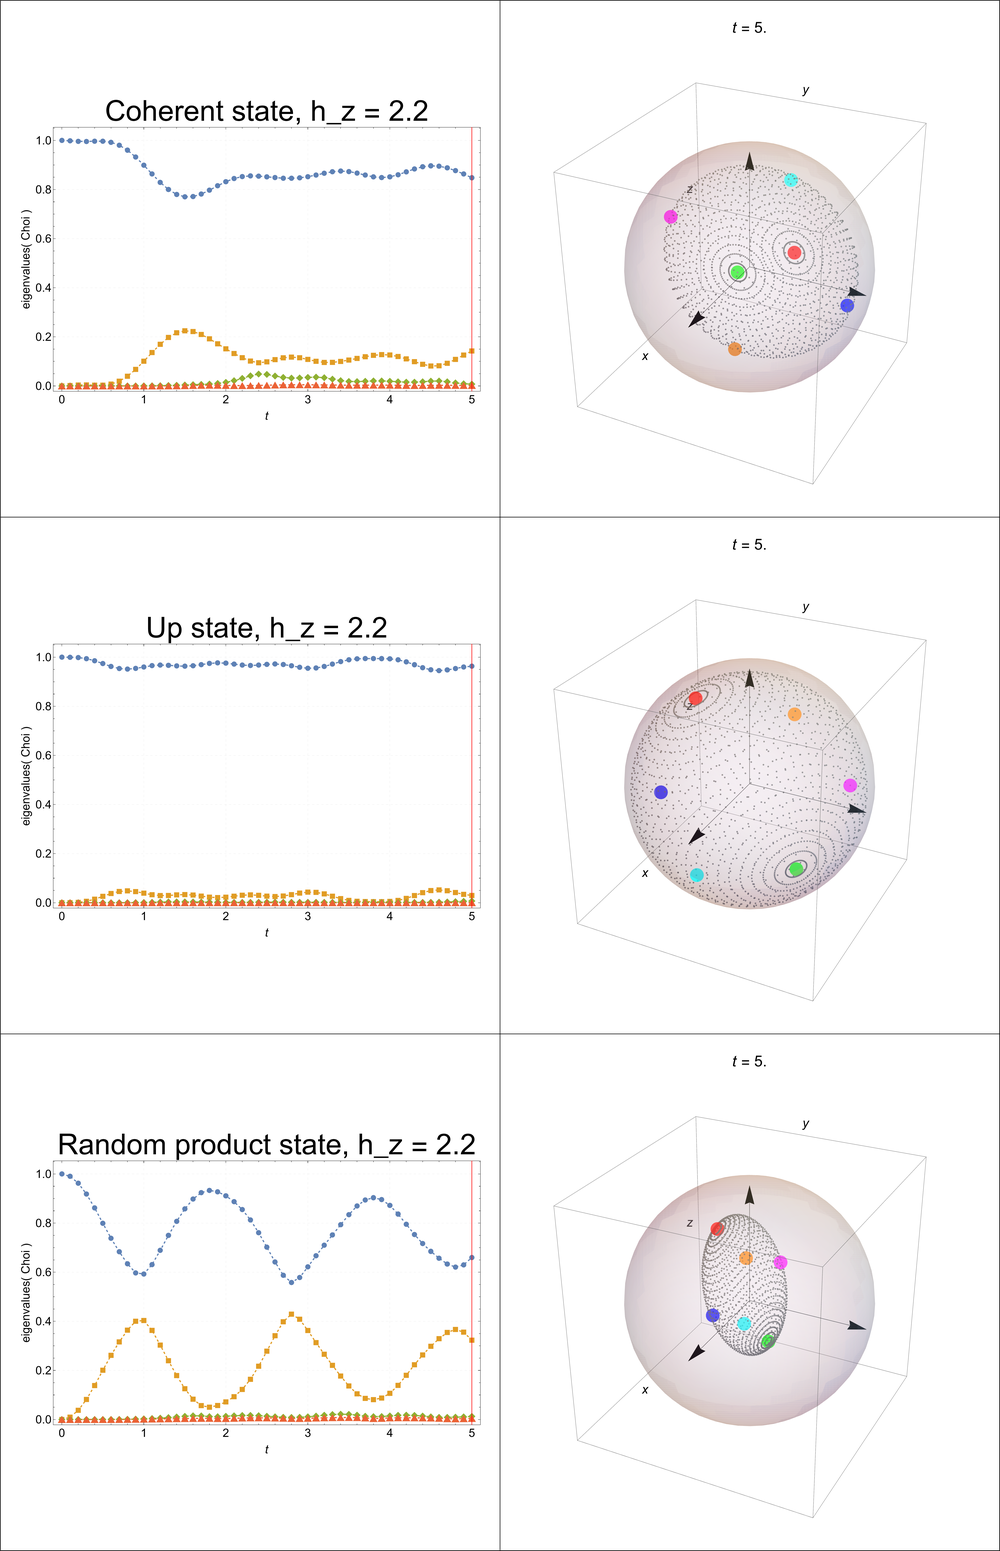 t = 5.
Coherent state, h_z = 2.2
y
1.0
0.8
z
eigenvalues( Choi )
0.6
0.4
x
0.2
0.0
0 1 2 3 4 5
t
t = 5.
Up state, h_z = 2.2
y
1.0
0.8
z
eigenvalues( Choi )
0.6
0.4
x
0.2
0.0
0 1 2 3 4 5
t
t = 5.
Random product state, h_z = 2.2
y
1.0
0.8
z
eigenvalues( Choi )
0.6
0.4
x
0.2
0.0
0 1 2 3 4 5
t